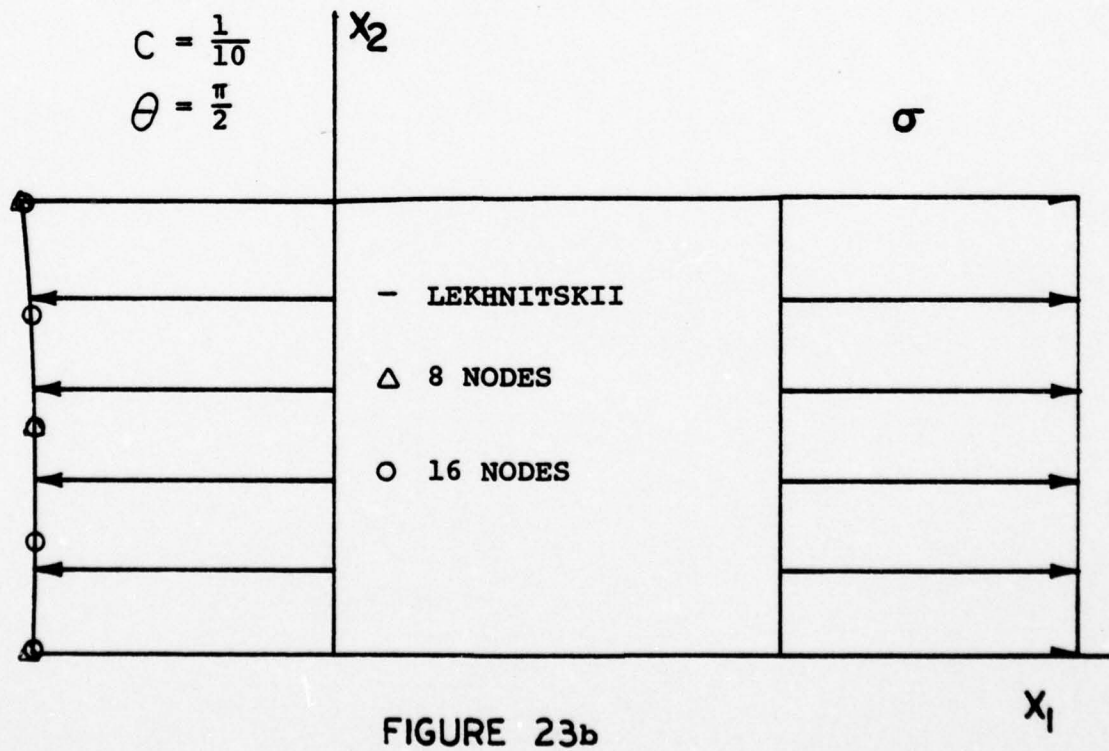 C = 1/10
θ = π/2
X₂
σ
– LEKHNITSKII
△ 8 NODES
○ 16 NODES
X₁
FIGURE 23b